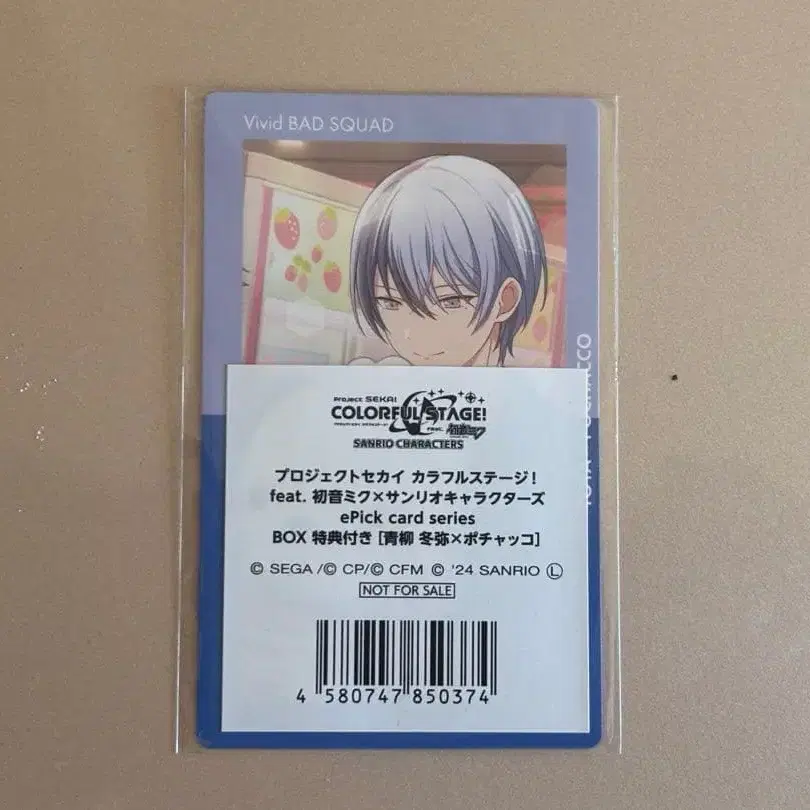 Vivid BAD SQUAD
PROJECT SEKAI
COLORFUL STAGE!
FEAT. 初音ミク
SANRIO CHARACTERS
プロジェクトセカイ カラフルステージ！
feat. 初音ミク×サンリオキャラクターズ
ePick card series
BOX 特典付き [青柳 冬弥×ポチャッコ]
© SEGA /© CP/© CFM © '24 SANRIO Ⓛ
NOT FOR SALE
4 580747 850374